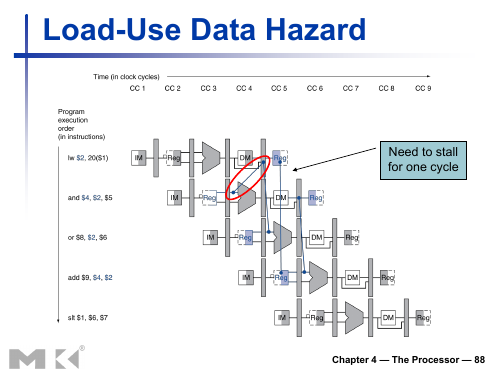 Load-Use Data Hazard
Time (in clock cycles)
CC 1 CC 2 CC 3 CC 4 CC 5 CC 6 CC 7 CC 8 CC 9
Program
execution
order
(in instructions)
lw $2, 20($1)
IM Reg DM Reg
Need to stall
for one cycle
and $4, $2, $5
IM Reg DM Reg
or $8, $2, $6
IM Reg DM Reg
add $9, $4, $2
IM Reg DM Reg
slt $1, $6, $7
IM Reg DM Reg
MK®
Chapter 4 — The Processor — 88